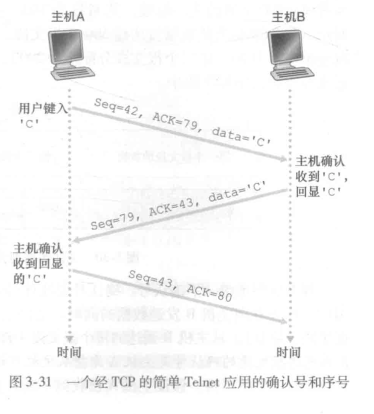 主机A
主机B
用户键入
'C'
Seq=42, ACK=79, data='C'
主机确认
收到'C',
回显'C'
Seq=79, ACK=43, data='C'
主机确认
收到回显
的'C'
Seq=43, ACK=80
时间
时间
图 3-31 一个经 TCP 的简单 Telnet 应用的确认号和序号